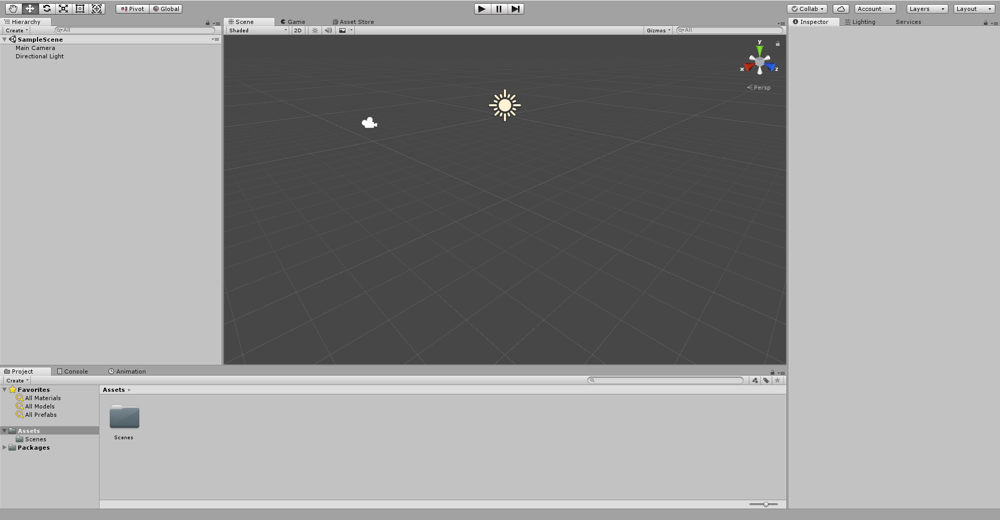 Pivot Global Collab Account Layers Layout
Hierarchy Scene Game Asset Store Inspector Lighting Services
Create All Shaded 2D Gizmos All
SampleScene
Main Camera
Directional Light
y
x z
Persp
Project Console Animation
Create
Favorites Assets
All Materials
All Models
All Prefabs
Assets
Scenes Scenes
Packages